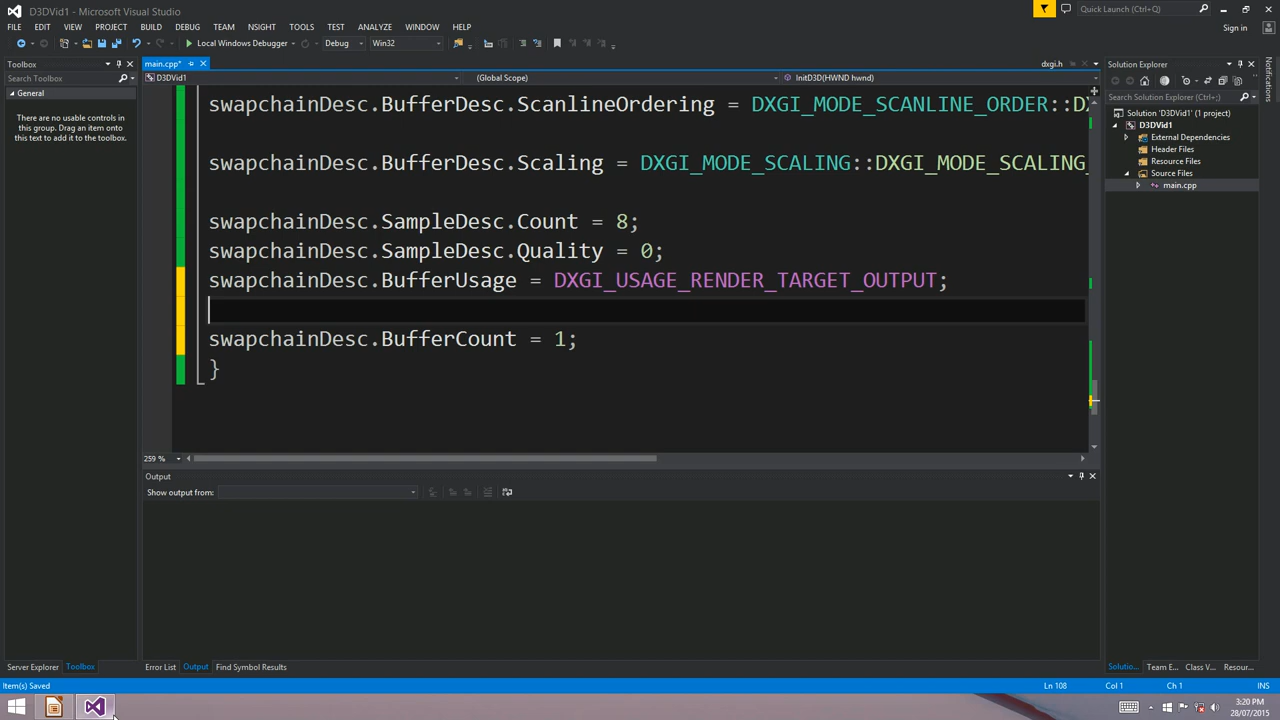 D3DVid1 - Microsoft Visual Studio
Quick Launch (Ctrl+;)
FILE EDIT VIEW PROJECT BUILD DEBUG TEAM NSIGHT TOOLS TEST ANALYZE WINDOW HELP
Sign in
Local Windows Debugger Debug Win32
Toolbox
main.cpp*
dxgi.h
Solution Explorer
Search Toolbox
D3DVid1
(Global Scope)
InitD3D(HWND hwnd)
General
Search Solution Explorer (Ctrl+;)
There are no usable controls in
this group. Drag an item onto
this text to add it to the toolbox.
swapchainDesc.BufferDesc.ScanlineOrdering = DXGI_MODE_SCANLINE_ORDER::D
swapchainDesc.BufferDesc.Scaling = DXGI_MODE_SCALING::DXGI_MODE_SCALING_
swapchainDesc.SampleDesc.Count = 8;
swapchainDesc.SampleDesc.Quality = 0;
swapchainDesc.BufferUsage = DXGI_USAGE_RENDER_TARGET_OUTPUT;
swapchainDesc.BufferCount = 1;
}
Solution 'D3DVid1' (1 project)
D3DVid1
External Dependencies
Header Files
Resource Files
Source Files
main.cpp
Notifications
259 %
Output
Show output from:
Server Explorer Toolbox
Error List Output Find Symbol Results
Solutio... Team E... Class V... Resour...
Item(s) Saved
Ln 108 Col 1 Ch 1 INS
3:20 PM
28/07/2015